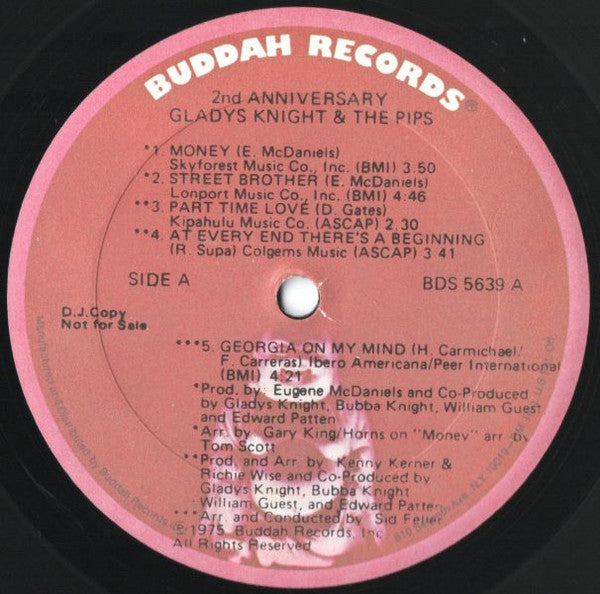 BUDDAH RECORDS®
2nd ANNIVERSARY
GLADYS KNIGHT & THE PIPS
*1. MONEY (E. McDaniels)
Skyforest Music Co., Inc. (BMI) 3.50
*2. STREET BROTHER (E. McDaniels)
Lonport Music Co., Inc. (BMI) 4:46
**3. PART TIME LOVE (D. Gates)
Kipahulu Music Co. (ASCAP) 2.30
**4. AT EVERY END THERE'S A BEGINNING
(R. Supa) Colgems Music (ASCAP) 3 41
SIDE A
BDS 5639 A
D.J. Copy
Not for Sale
***5. GEORGIA ON MY MIND (H. Carmichael)/
F. Carreras) Ibero Americana/Peer International
(BMI) 4:21
*Prod. by Eugene McDaniels and Co-Produced
by Gladys Knight, Bubba Knight, William Guest
and Edward Patten
*Arr. by Gary King/Horns on "Money" arr. by
Tom Scott
**Prod. and Arr. by Kenny Kerner &
Richie Wise and Co-Produced by
Gladys Knight, Bubba Knight
William Guest, and Edward Patten
***Arr. and Conducted by Sid Feller
℗ 1975, Buddah Records, Inc.
All Rights Reserved
Manufactured and Distributed by Buddah Records
N.Y. 10019